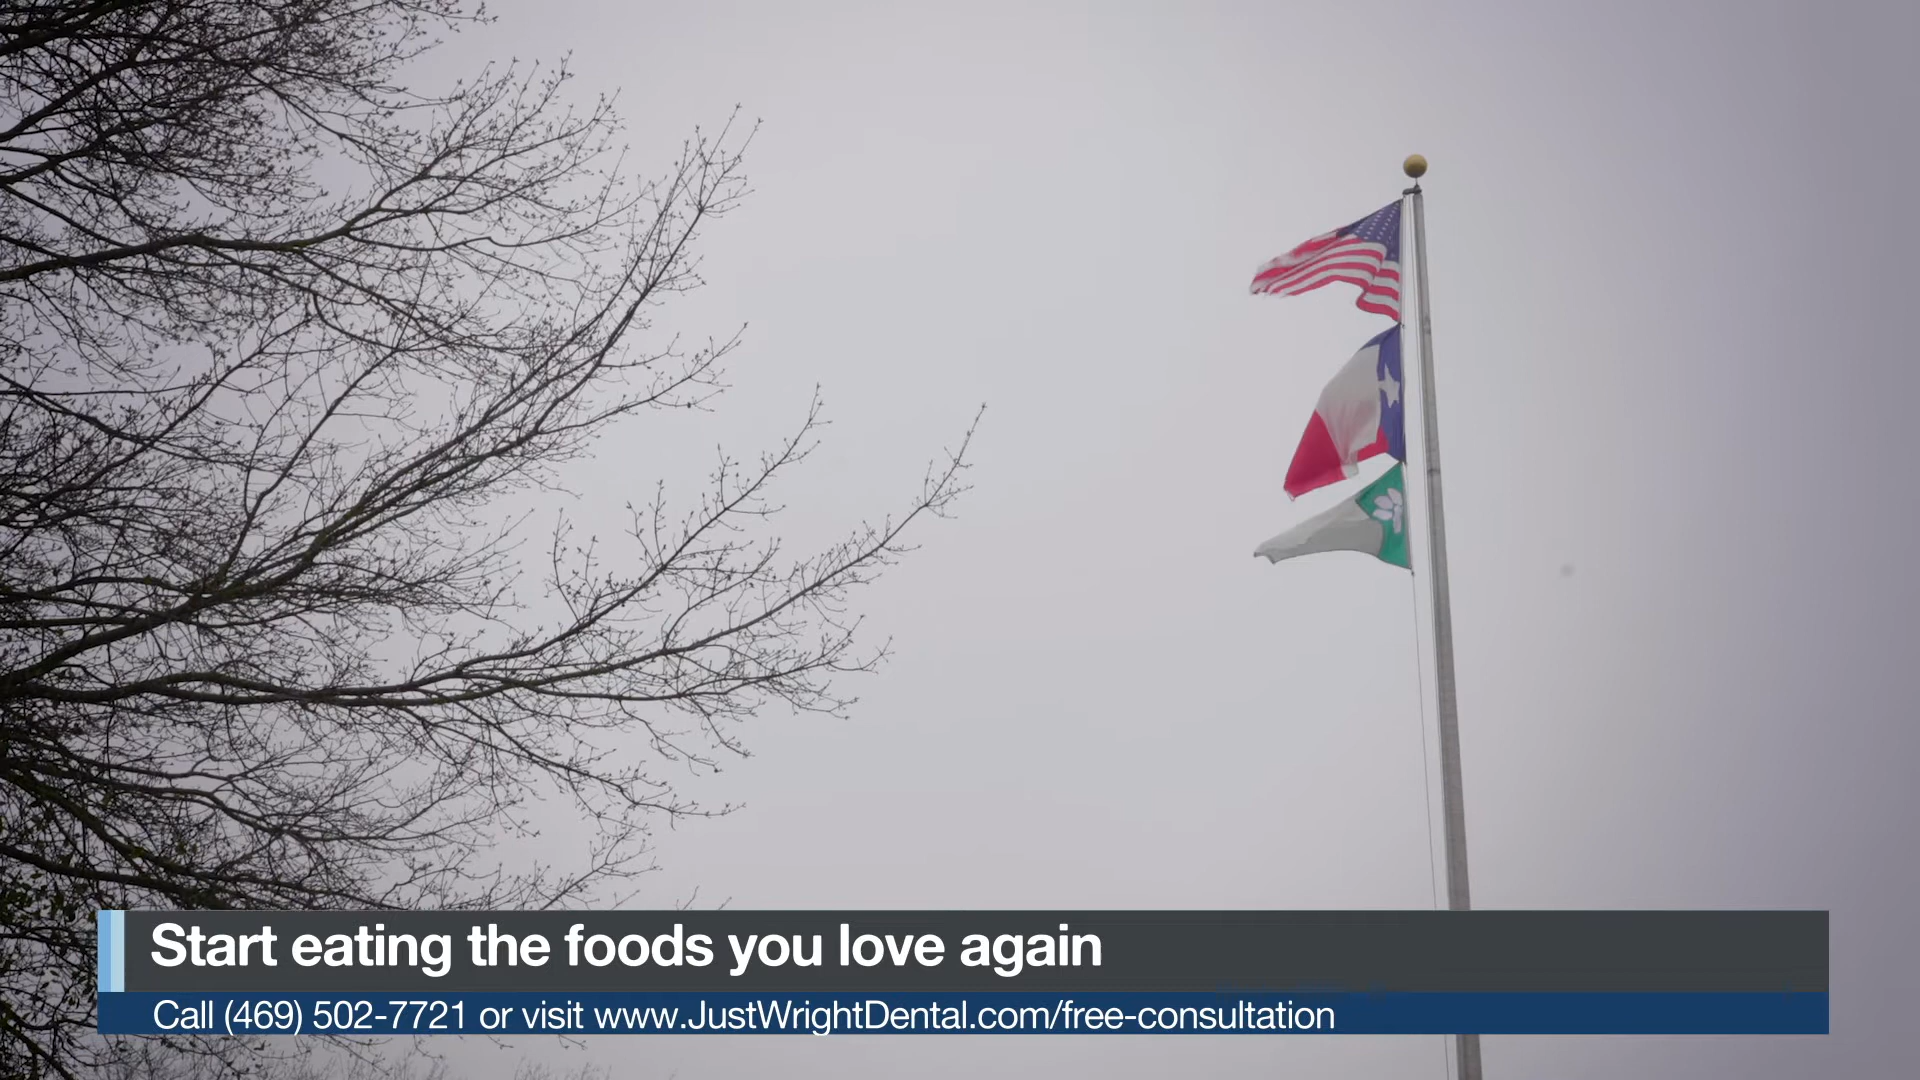 Start eating the foods you love again
Call (469) 502-7721 or visit www.JustWrightDental.com/free-consultation